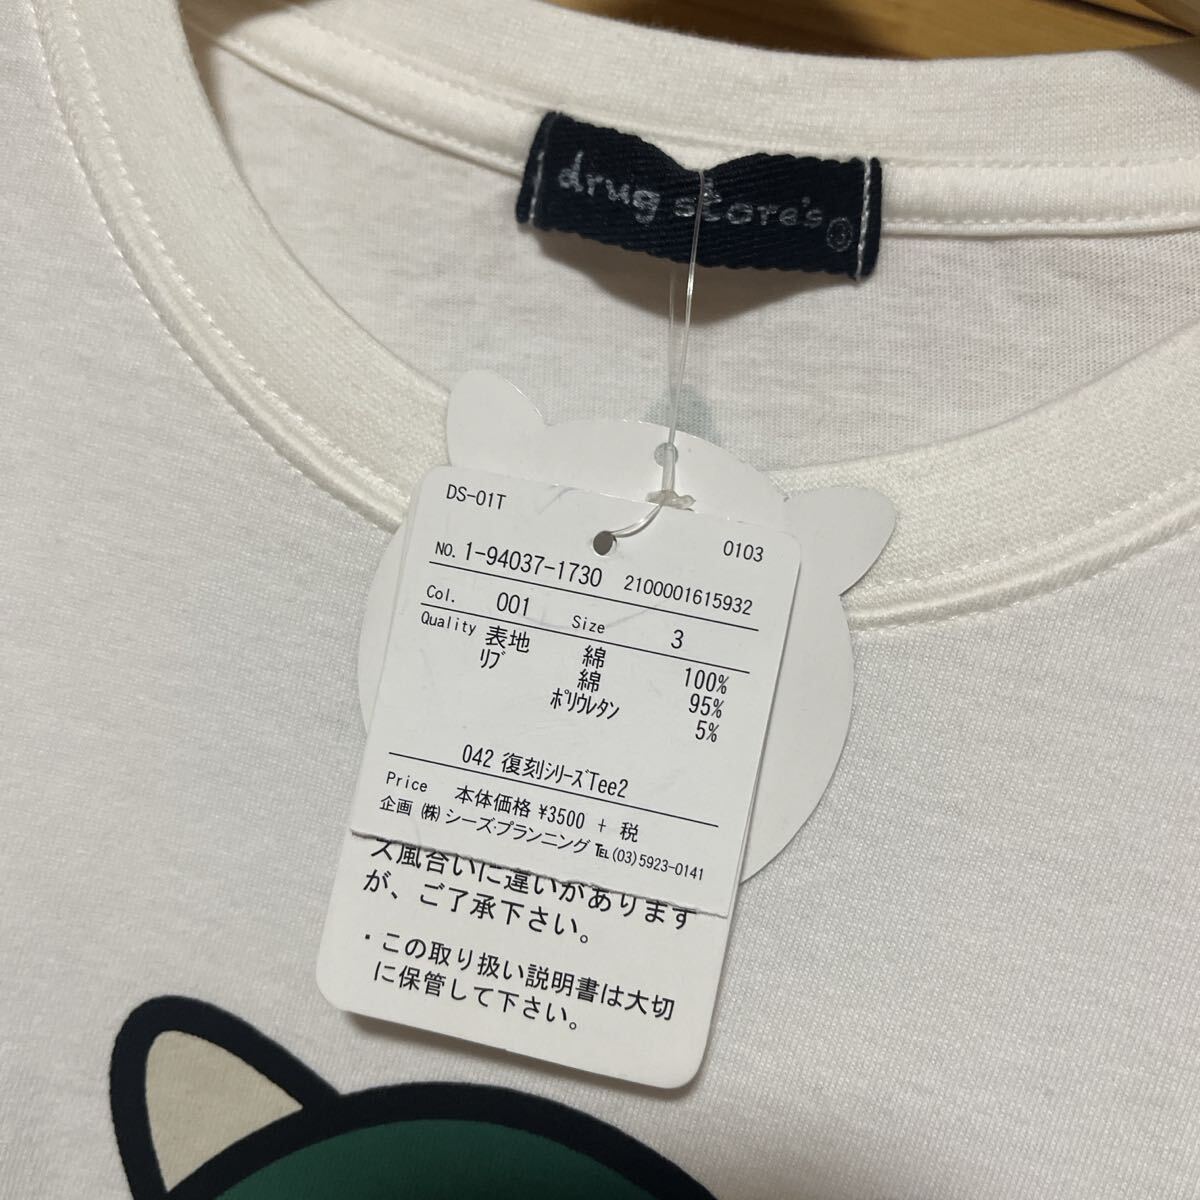 drug store's
DS-01T 0103
NO. 1-94037-1730 2100001615932
Col. 001 Size 3
Quality 表地 綿 100%
リブ 綿 95%
ポリウレタン 5%
042 復刻シリーズTee2
Price 本体価格 ¥3500 + 税
企画 (株) シーズ・プランニング TEL (03)5923-0141
ズ風合いに違いがあります
が、ご了承下さい。
・この取り扱い説明書は大切
に保管して下さい。